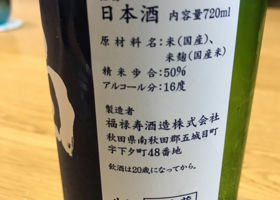 日本酒 内容量720ml
原材料名:米(国産)、
米麹(国産米)
精米歩合:50%
アルコール分:16度
製造者
福禄寿酒造株式会社
秋田県南秋田郡五城目町
字下夕町48番地
飲酒は20歳になってから。